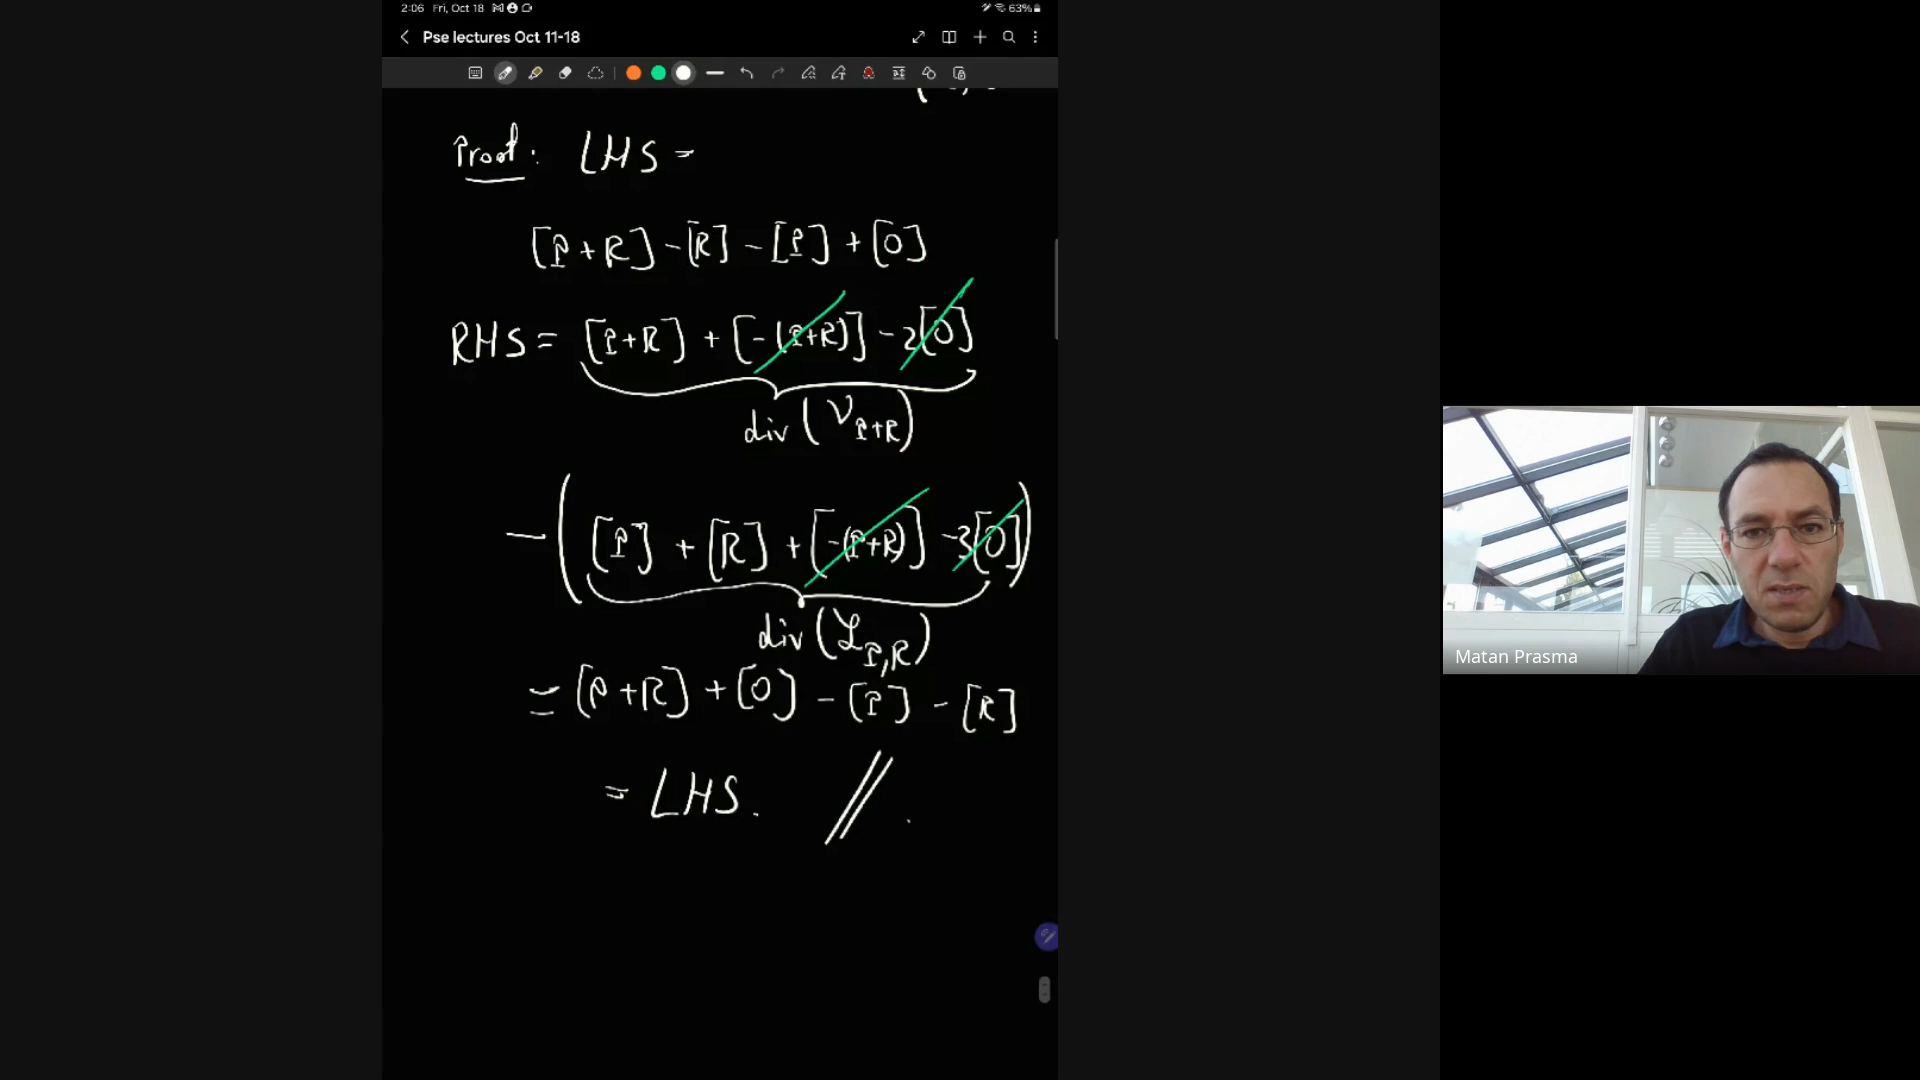 2:06 Fri, Oct 18 63%
Pse lectures Oct 11-18
Proof: LHS =
[P+R] - [R] - [P] + [O]
RHS = [P+R] + [-(P+R)] - 2[O]
div(V_{P+R})
- ([P] + [R] + [-(P+R)] - 3[O])
div(L_{P,R})
= [P+R] + [O] - [P] - [R]
= LHS. //
Matan Prasma